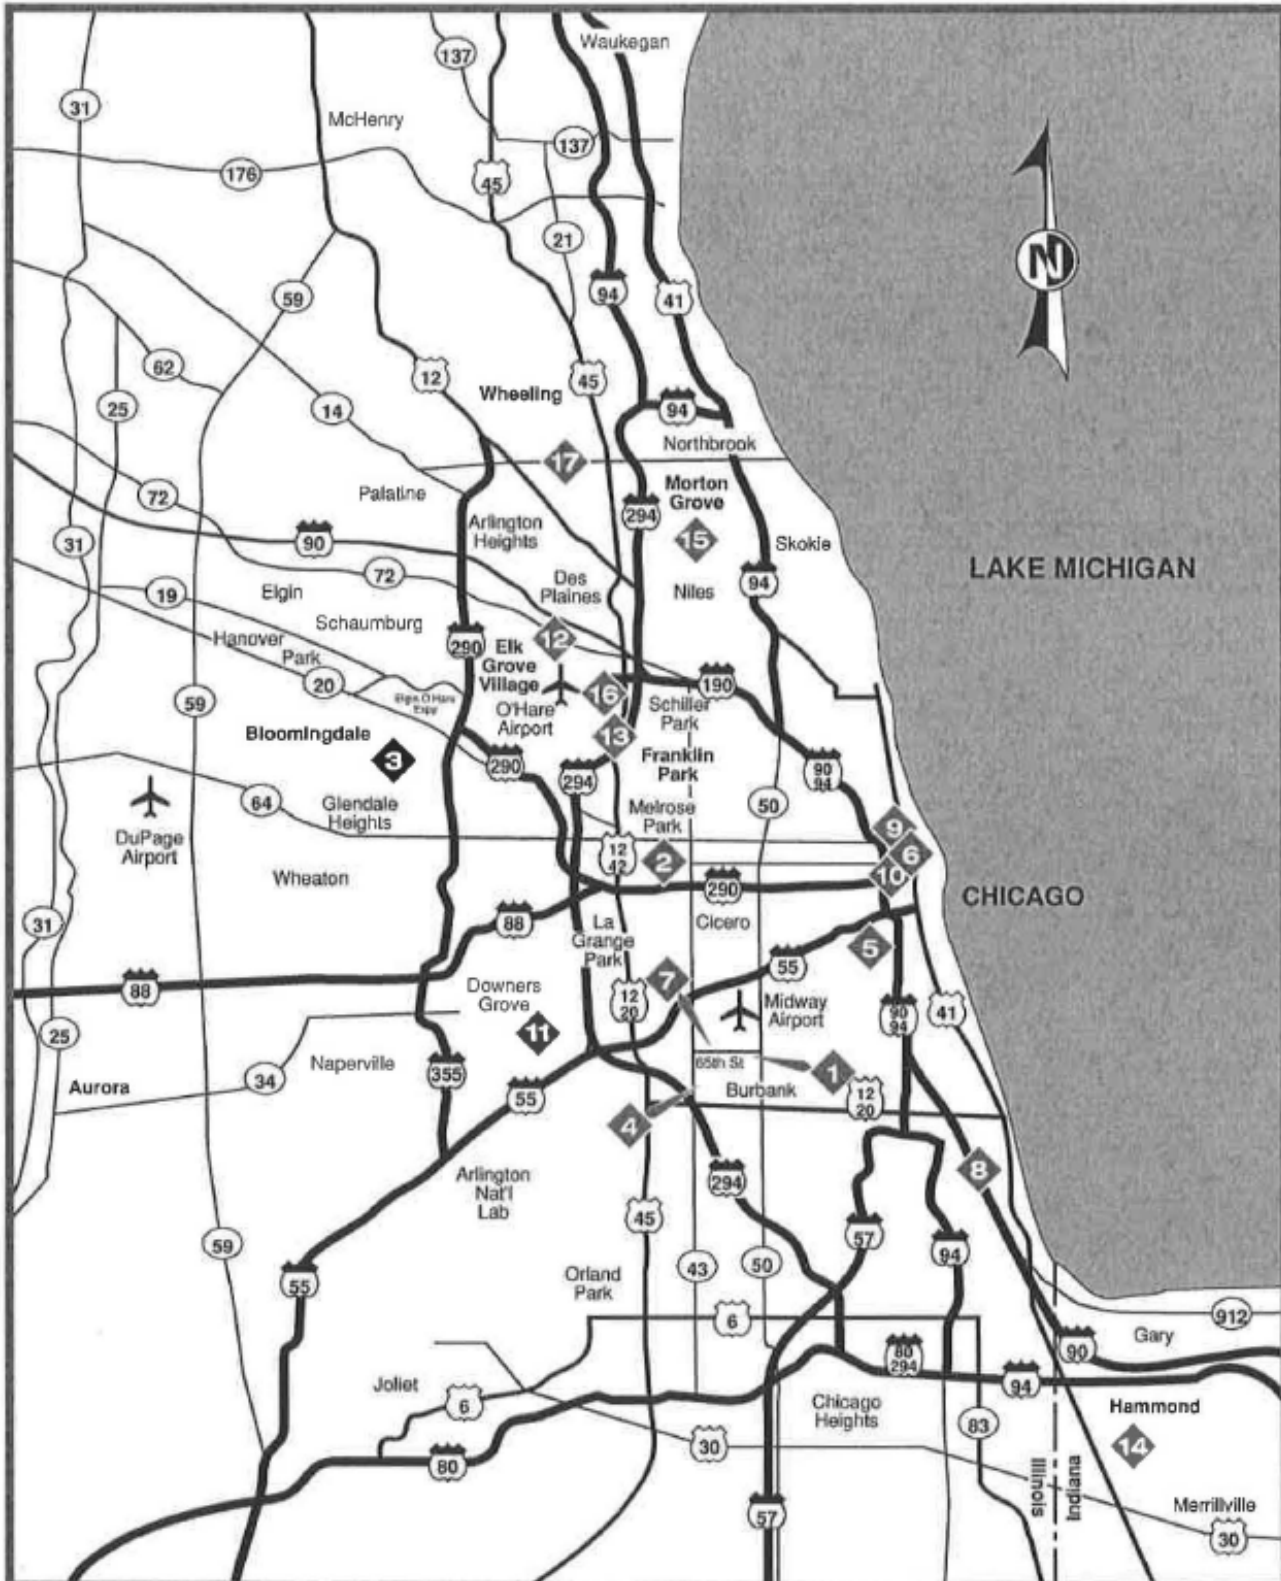 Waukegan
137
31
McHenry
137
176
45
21
59
94
41
62
12
Wheeling
45
25
14
94
Northbrook
17
72
Palatine
Morton
Grove
294
15
Arlington
Heights
31
90
Skokie
LAKE MICHIGAN
72
Des
Plaines
94
19
Elgin
Niles
Schaumburg
12
Hanover
Park
290
Elk
Grove
Village
20
190
16
59
Elgin O'Hare
Expy
O'Hare
Airport
Schiller
Park
Bloomingdale
13
3
Franklin
Park
290
294
90
94
64
Glendale
Heights
50
Melrose
Park
DuPage
Airport
9
12
42
2
6
10
Wheaton
290
CHICAGO
31
88
La
Grange
Park
Cicero
5
55
88
Downers
Grove
7
12
20
Midway
Airport
90
94
41
25
11
Naperville
65th St
1
Aurora
34
355
55
Burbank
12
20
4
8
Arlington
Nat'l
Lab
294
45
57
59
94
55
Orland
Park
43
50
912
6
Gary
90
80
294
Joliet
94
6
Chicago
Heights
Hammond
83
14
30
80
Illinois
Indiana
57
Merrillville
30
N